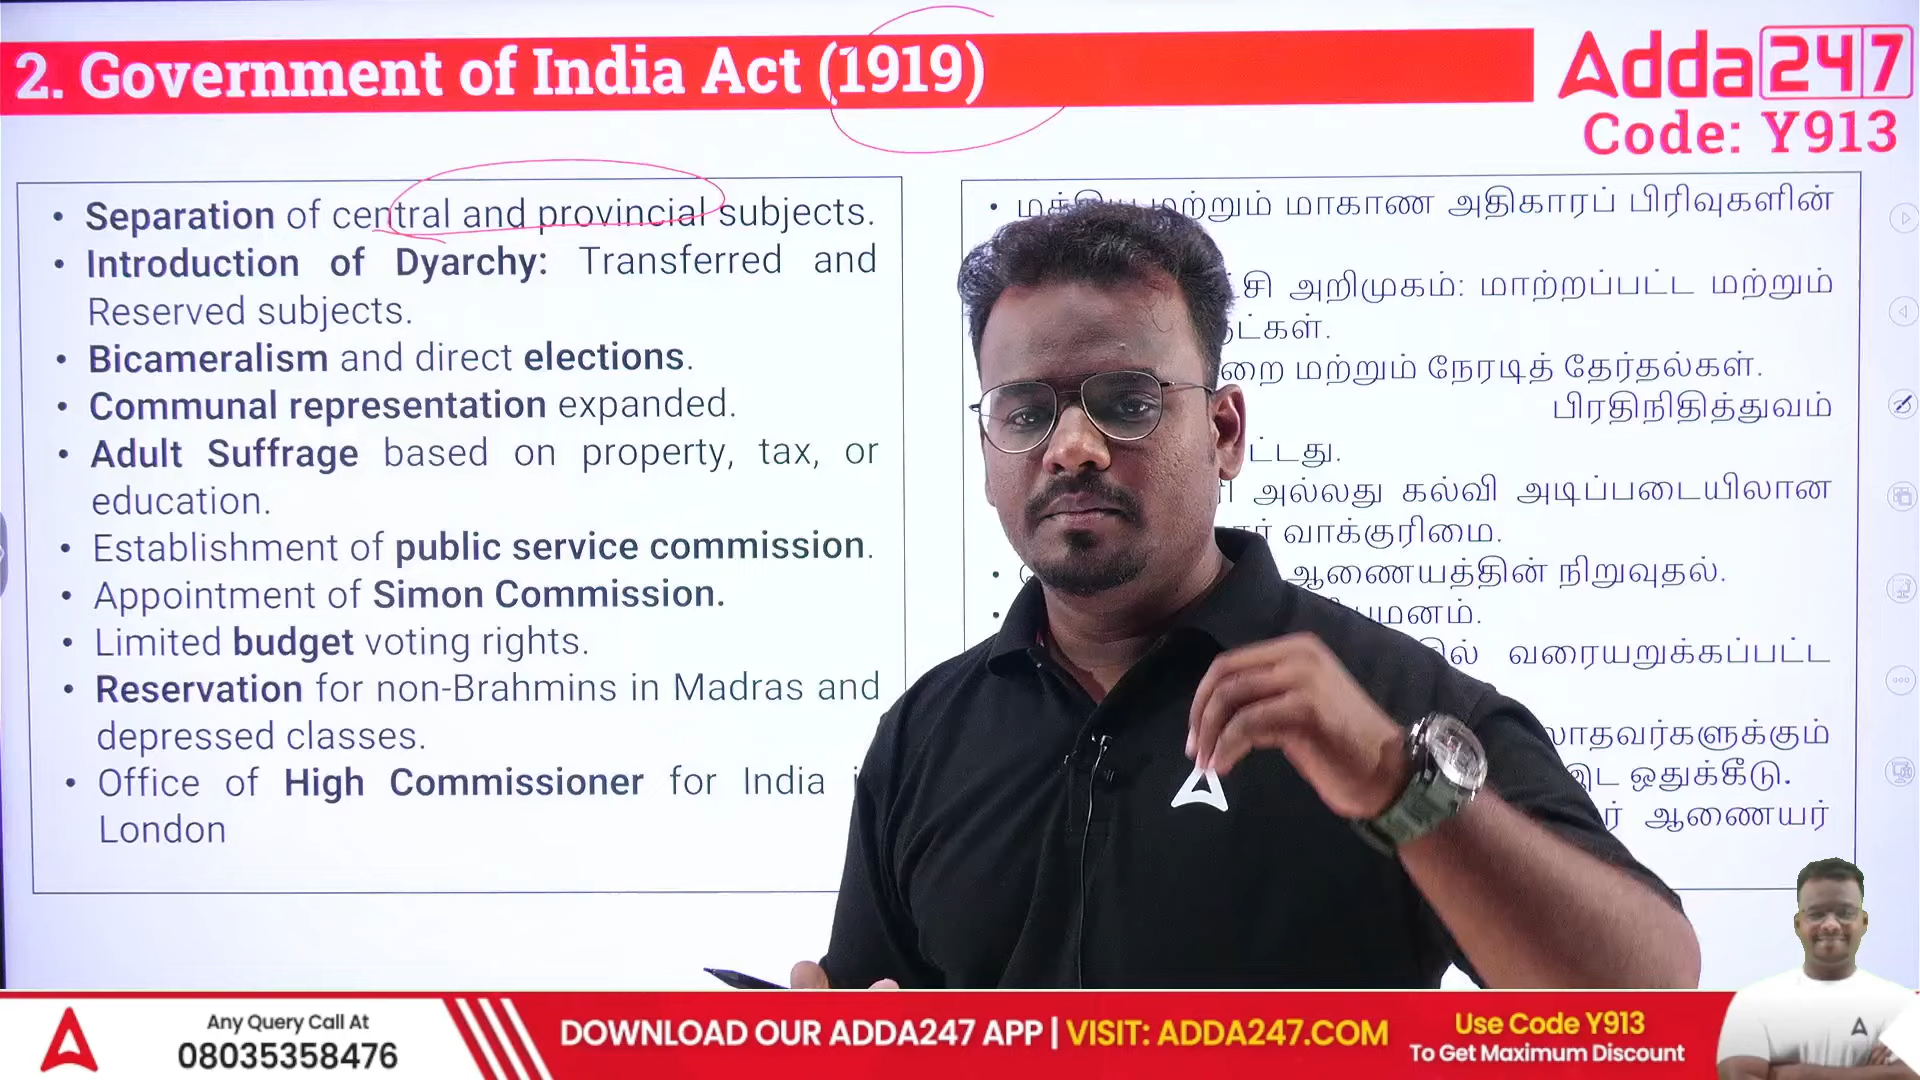 2. Government of India Act (1919)
Adda247
Code: Y913
• Separation of central and provincial subjects.
• Introduction of Dyarchy: Transferred and
Reserved subjects.
• Bicameralism and direct elections.
• Communal representation expanded.
• Adult Suffrage based on property, tax, or
education.
• Establishment of public service commission.
• Appointment of Simon Commission.
• Limited budget voting rights.
• Reservation for non-Brahmins in Madras and
depressed classes.
• Office of High Commissioner for India
London
• மற்றும் மாகாண அதிகாரப் பிரிவுகளின்
அறிமுகம்: மாற்றப்பட்ட மற்றும்
மற்றும் நேரடித் தேர்தல்கள்.
பிரதிநிதித்துவம்
அல்லது கல்வி அடிப்படையிலான
வாக்குரிமை.
• ஆணையத்தின் நிறுவுதல்.
•
வரையறுக்கப்பட்ட
இட ஒதுக்கீடு.
ஆணையர்
Any Query Call At
08035358476
DOWNLOAD OUR ADDA247 APP | VISIT: ADDA247.COM
Use Code Y913
To Get Maximum Discount